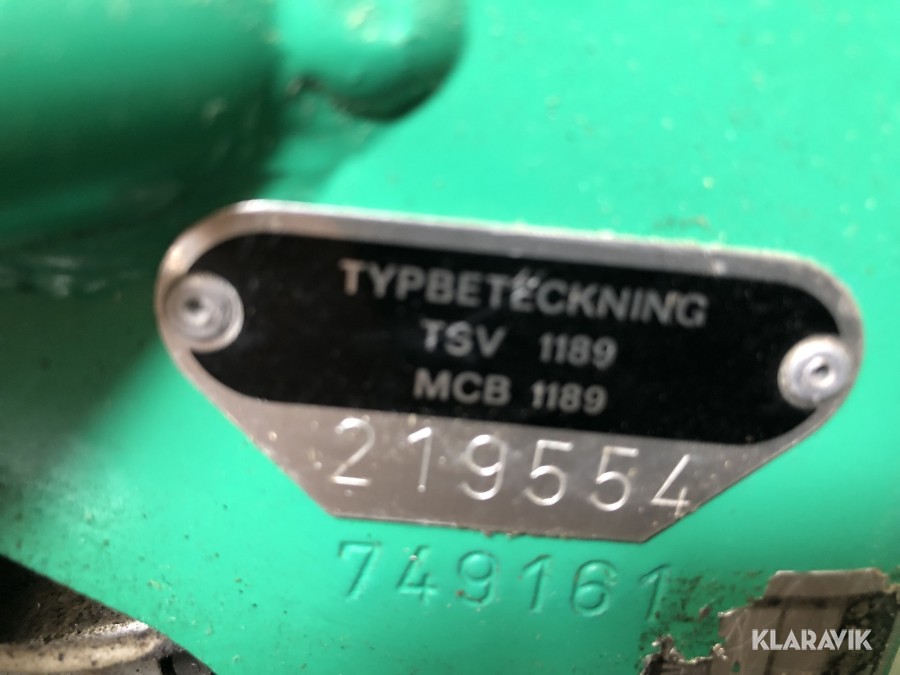 TYPBETECKNING
TSV 1189
MCB 1189
219554
749161
KLARAVIK